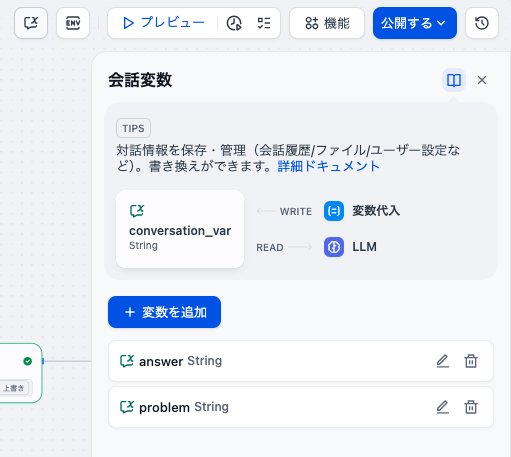 ENV
プレビュー
機能
公開する
会話変数
TIPS
対話情報を保存・管理（会話履歴/ファイル/ユーザー設定な
ど）。書き換えができます。詳細ドキュメント
conversation_var
String
WRITE
変数代入
READ
LLM
+ 変数を追加
answer String
上書き
problem String